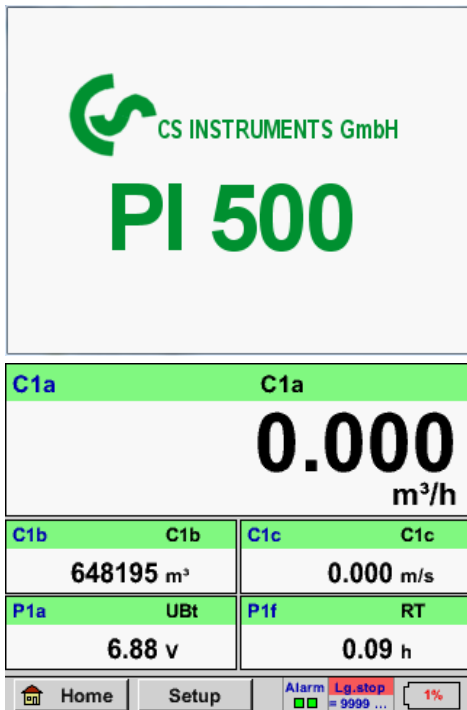 CS INSTRUMENTS GmbH
PI 500
C1a C1a
0.000
m³/h
C1b C1b C1c C1c
648195 m³ 0.000 m/s
P1a UBt P1f RT
6.88 V 0.09 h
Home Setup Alarm Lg.stop 1%
= 9999 ...